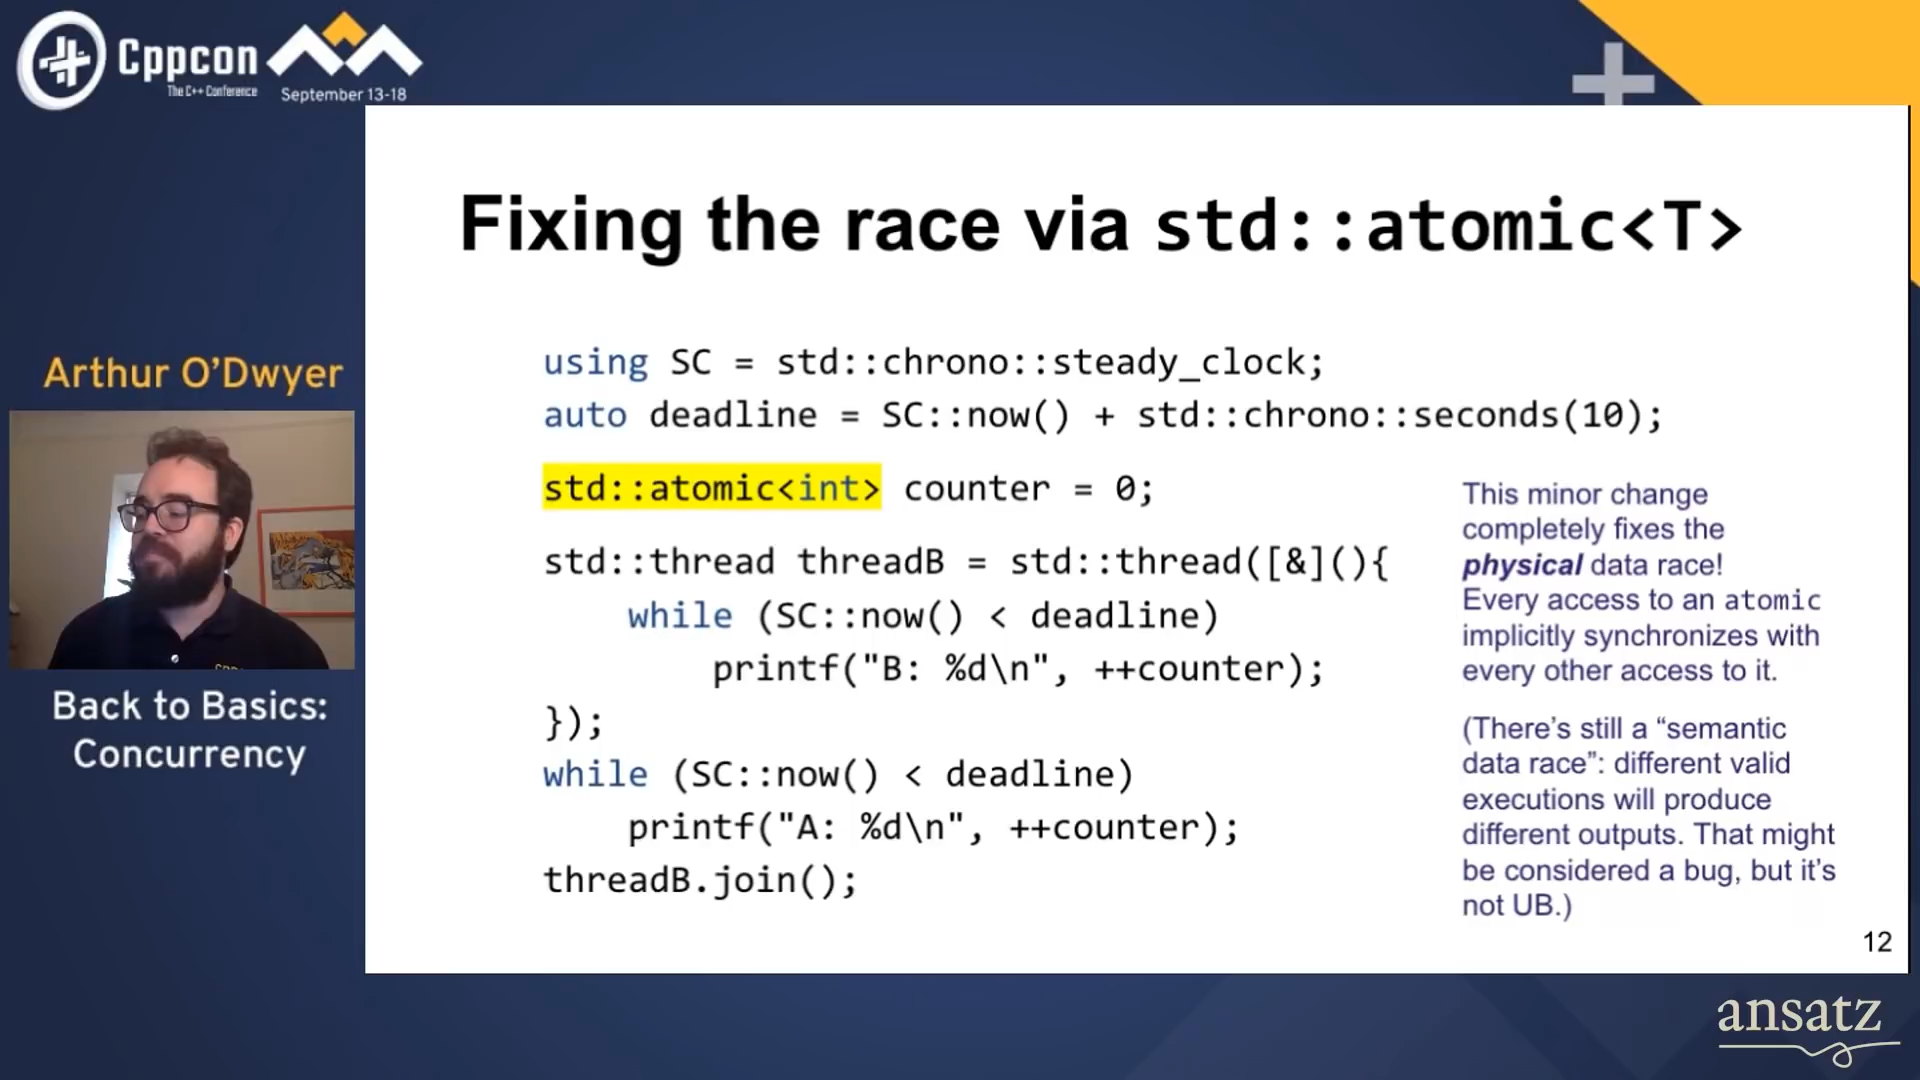 Cppcon
The C++ Conference
September 13-18
Arthur O'Dwyer
Back to Basics:
Concurrency
Fixing the race via std::atomic<T>
using SC = std::chrono::steady_clock;
auto deadline = SC::now() + std::chrono::seconds(10);
std::atomic<int> counter = 0;
std::thread threadB = std::thread([&](){
    while (SC::now() < deadline)
        printf("B: %d\n", ++counter);
});
while (SC::now() < deadline)
    printf("A: %d\n", ++counter);
threadB.join();
This minor change
completely fixes the
physical data race!
Every access to an atomic
implicitly synchronizes with
every other access to it.
(There's still a “semantic
data race”: different valid
executions will produce
different outputs. That might
be considered a bug, but it's
not UB.)
12
ansatz